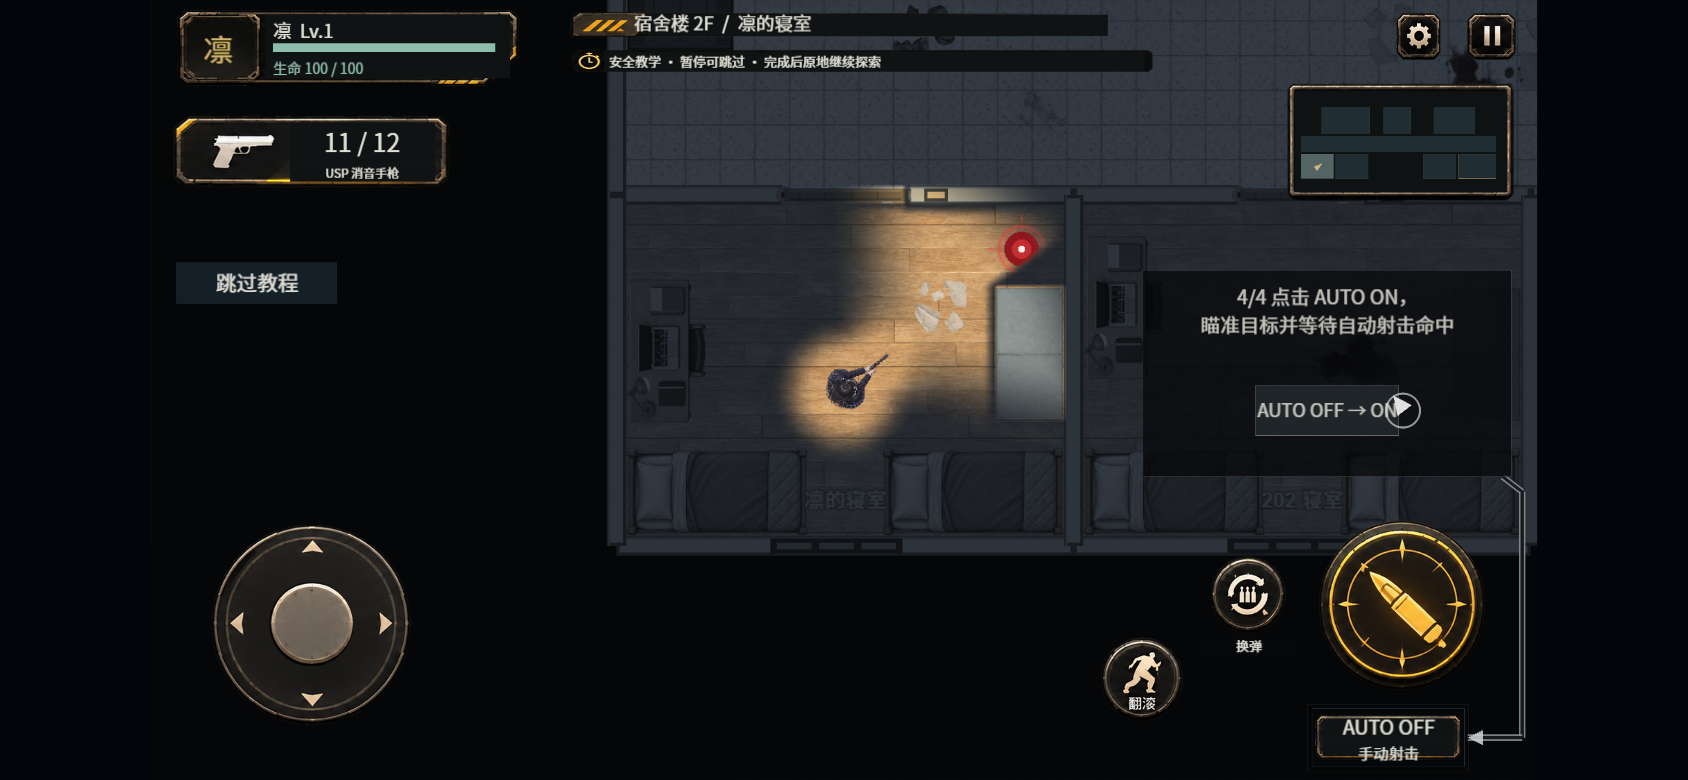 凛
凛 Lv.1
生命 100 / 100
宿舍楼 2F / 凛的寝室
安全教学 · 暂停可跳过 · 完成后原地继续探索
11 / 12
USP 消音手枪
跳过教程
4/4 点击 AUTO ON，
瞄准目标并等待自动射击命中
AUTO OFF → ON
凛的寝室
202 寝室
换弹
翻滚
AUTO OFF
手动射击